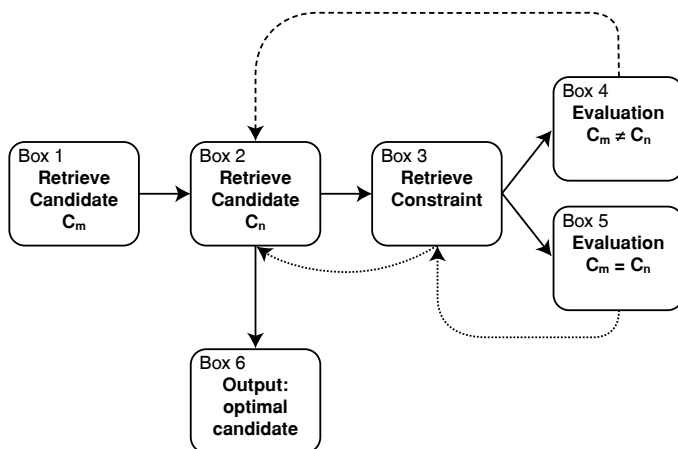 Box 1
Retrieve
Candidate
Cm
Box 2
Retrieve
Candidate
Cn
Box 3
Retrieve
Constraint
Box 4
Evaluation
Cm ≠ Cn
Box 5
Evaluation
Cm = Cn
Box 6
Output:
optimal
candidate